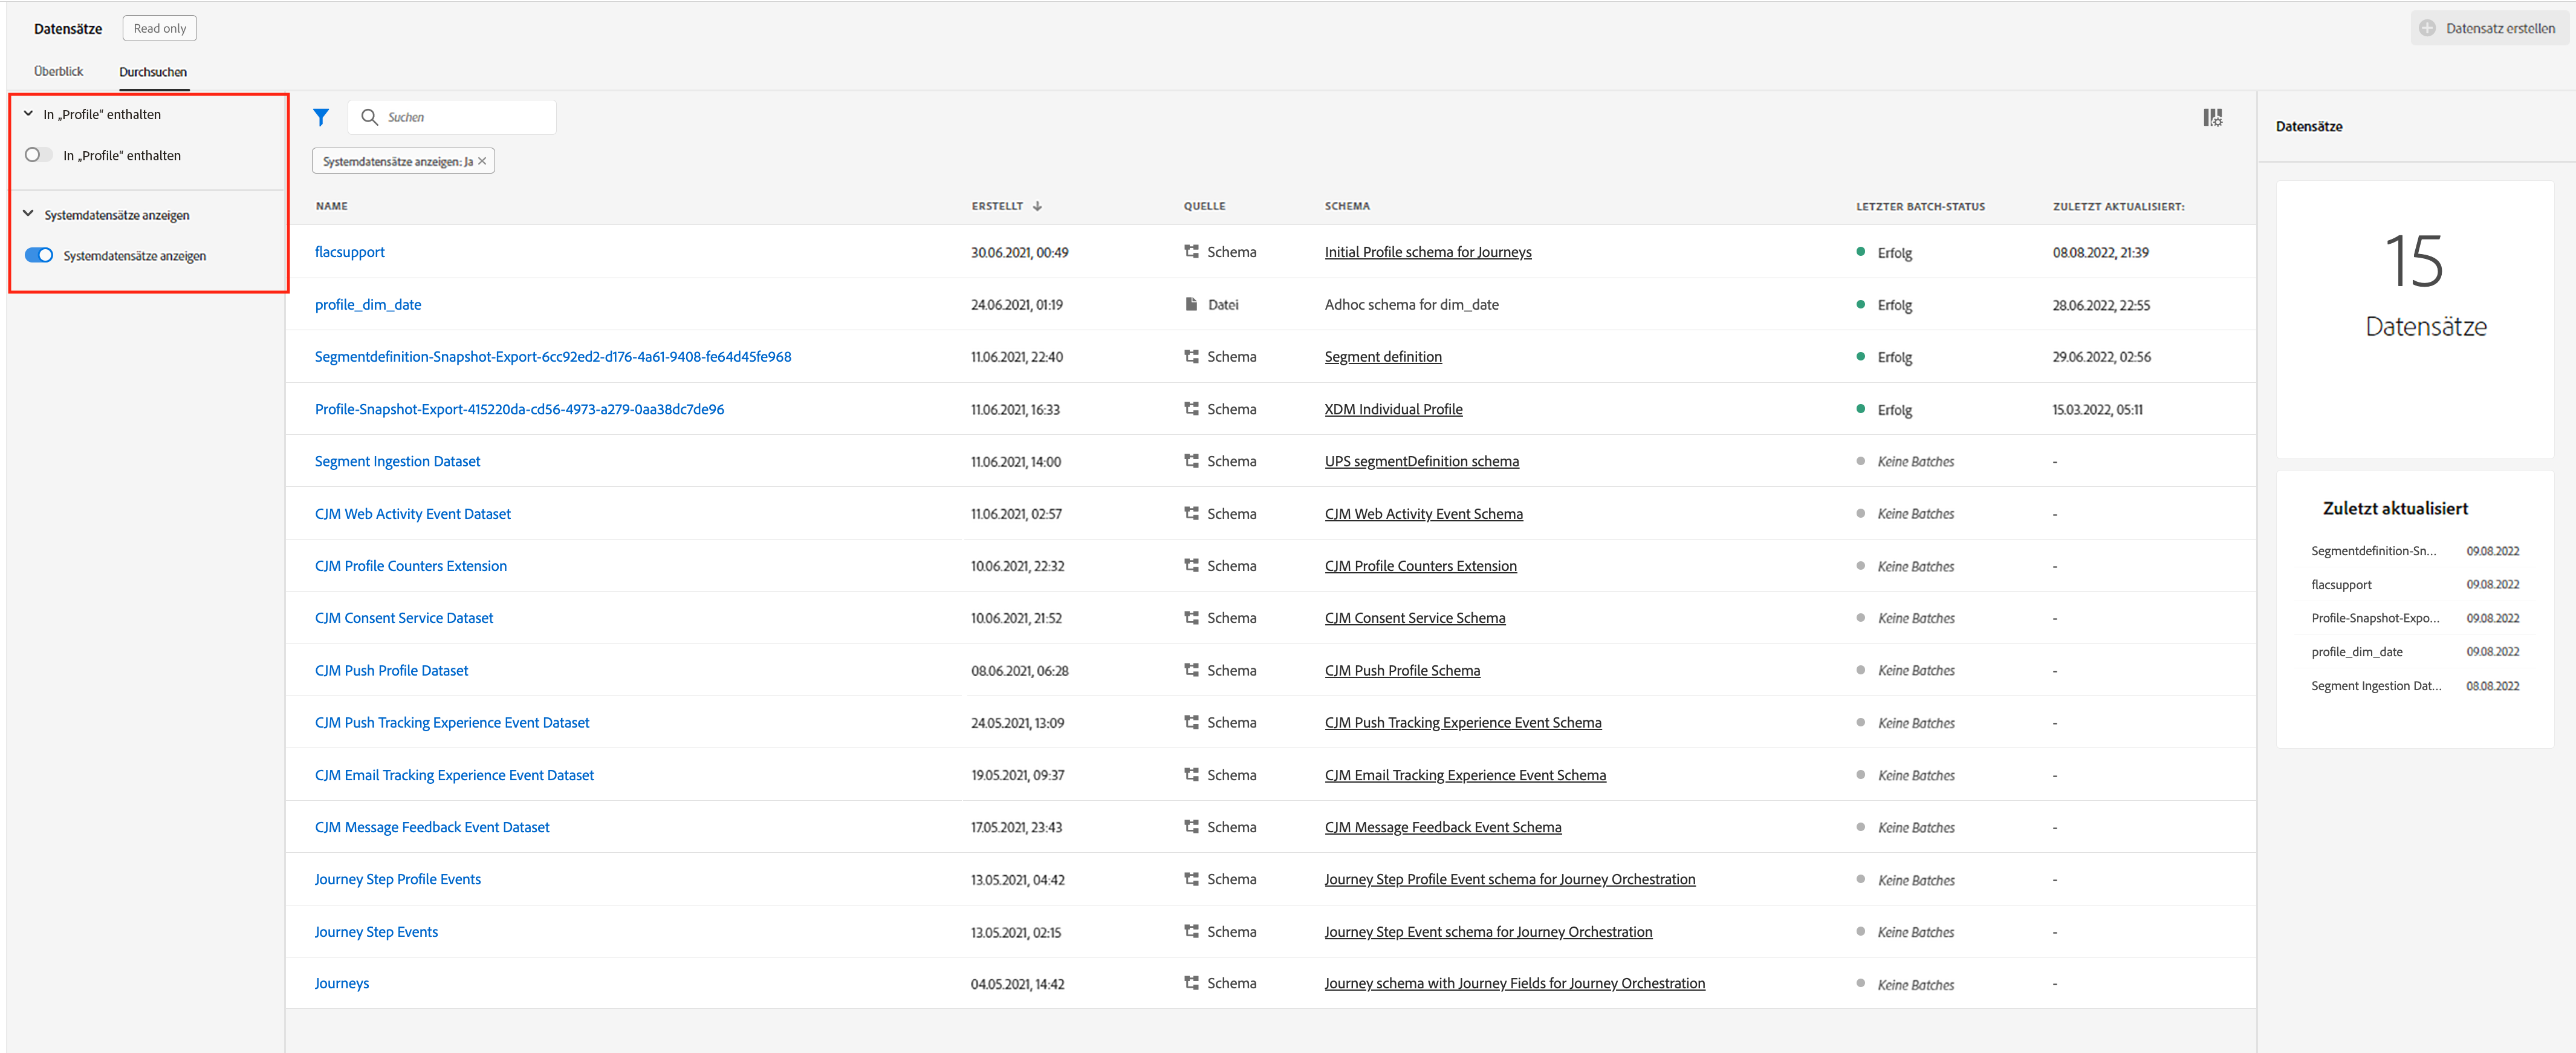 Datensätze Read only Datensatz erstellen
Überblick Durchsuchen
In „Profile“ enthalten
In „Profile“ enthalten
Systemdatensätze anzeigen
Systemdatensätze anzeigen
Suchen
Systemdatensätze anzeigen: Ja ×
NAME ERSTELLT ↓ QUELLE SCHEMA LETZTER BATCH-STATUS ZULETZT AKTUALISIERT:
flacsupport 30.06.2021, 00:49 Schema Initial Profile schema for Journeys Erfolg 08.08.2022, 21:39
profile_dim_date 24.06.2021, 01:19 Datei Adhoc schema for dim_date Erfolg 28.06.2022, 22:55
Segmentdefinition-Snapshot-Export-6cc92ed2-d176-4a61-9408-fe64d45fe968 11.06.2021, 22:40 Schema Segment definition Erfolg 29.06.2022, 02:56
Profile-Snapshot-Export-415220da-cd56-4973-a279-0aa38dc7de96 11.06.2021, 16:33 Schema XDM Individual Profile Erfolg 15.03.2022, 05:11
Segment Ingestion Dataset 11.06.2021, 14:00 Schema UPS segmentDefinition schema Keine Batches -
CJM Web Activity Event Dataset 11.06.2021, 02:57 Schema CJM Web Activity Event Schema Keine Batches -
CJM Profile Counters Extension 10.06.2021, 22:32 Schema CJM Profile Counters Extension Keine Batches -
CJM Consent Service Dataset 10.06.2021, 21:52 Schema CJM Consent Service Schema Keine Batches -
CJM Push Profile Dataset 08.06.2021, 06:28 Schema CJM Push Profile Schema Keine Batches -
CJM Push Tracking Experience Event Dataset 24.05.2021, 13:09 Schema CJM Push Tracking Experience Event Schema Keine Batches -
CJM Email Tracking Experience Event Dataset 19.05.2021, 09:37 Schema CJM Email Tracking Experience Event Schema Keine Batches -
CJM Message Feedback Event Dataset 17.05.2021, 23:43 Schema CJM Message Feedback Event Schema Keine Batches -
Journey Step Profile Events 13.05.2021, 04:42 Schema Journey Step Profile Event schema for Journey Orchestration Keine Batches -
Journey Step Events 13.05.2021, 02:15 Schema Journey Step Event schema for Journey Orchestration Keine Batches -
Journeys 04.05.2021, 14:42 Schema Journey schema with Journey Fields for Journey Orchestration Keine Batches -
Datensätze
15
Datensätze
Zuletzt aktualisiert
Segmentdefinition-Sn... 09.08.2022
flacsupport 09.08.2022
Profile-Snapshot-Expo... 09.08.2022
profile_dim_date 09.08.2022
Segment Ingestion Dat... 08.08.2022